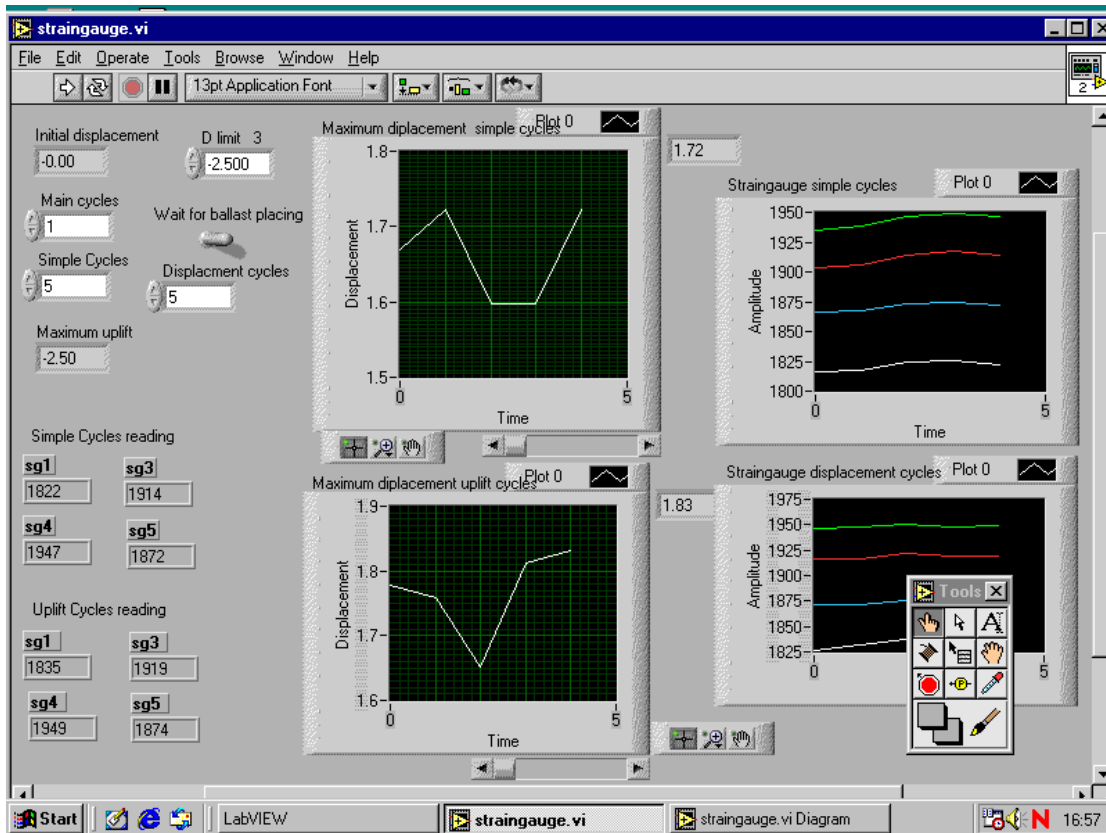 straingauge.vi
File Edit Operate Tools Browse Window Help
13pt Application Font
2
Initial displacement
-0.00
D limit 3
-2.500
Main cycles
1
Wait for ballast placing
Simple Cycles
5
Displacment cycles
5
Maximum uplift
-2.50
Simple Cycles reading
sg1 sg3
1822 1914
sg4 sg5
1947 1872
Uplift Cycles reading
sg1 sg3
1835 1919
sg4 sg5
1949 1874
Maximum diplacement simple cycles
Plot 0
1.72
1.8
1.7
1.6
1.5
Displacement
0 5
Time
Maximum diplacement uplift cycles
Plot 0
1.83
1.9
1.8
1.7
1.6
Displacement
0 5
Time
Straingauge simple cycles
Plot 0
1950
1925
1900
1875
1850
1825
1800
Amplitude
0 5
Time
Straingauge displacement cycles
Plot 0
1975
1950
1925
1900
1875
1850
1825
Amplitude
0 5
Time
Tools
A
P
Start LabVIEW straingauge.vi straingauge.vi Diagram N 16:57